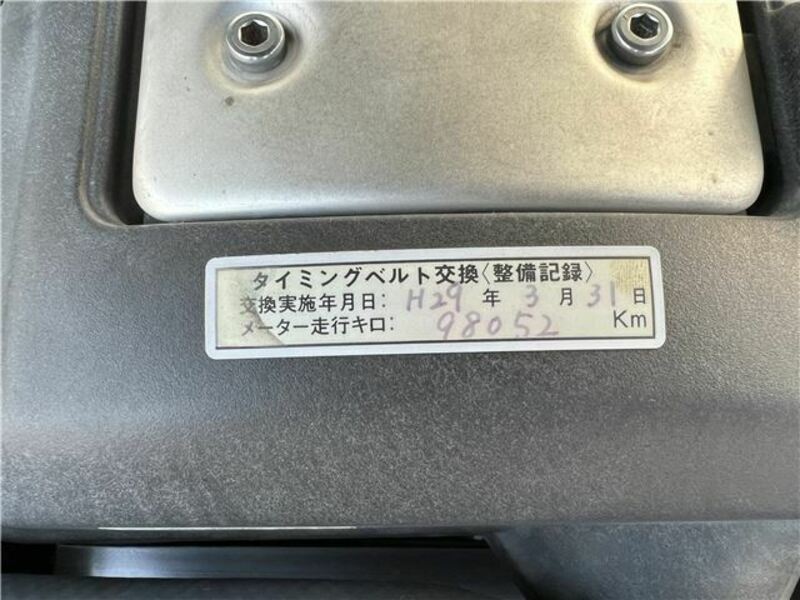 タイミングベルト交換〈整備記録〉
交換実施年月日: H29 年 3 月 31 日
メーター走行キロ: 98052 Km